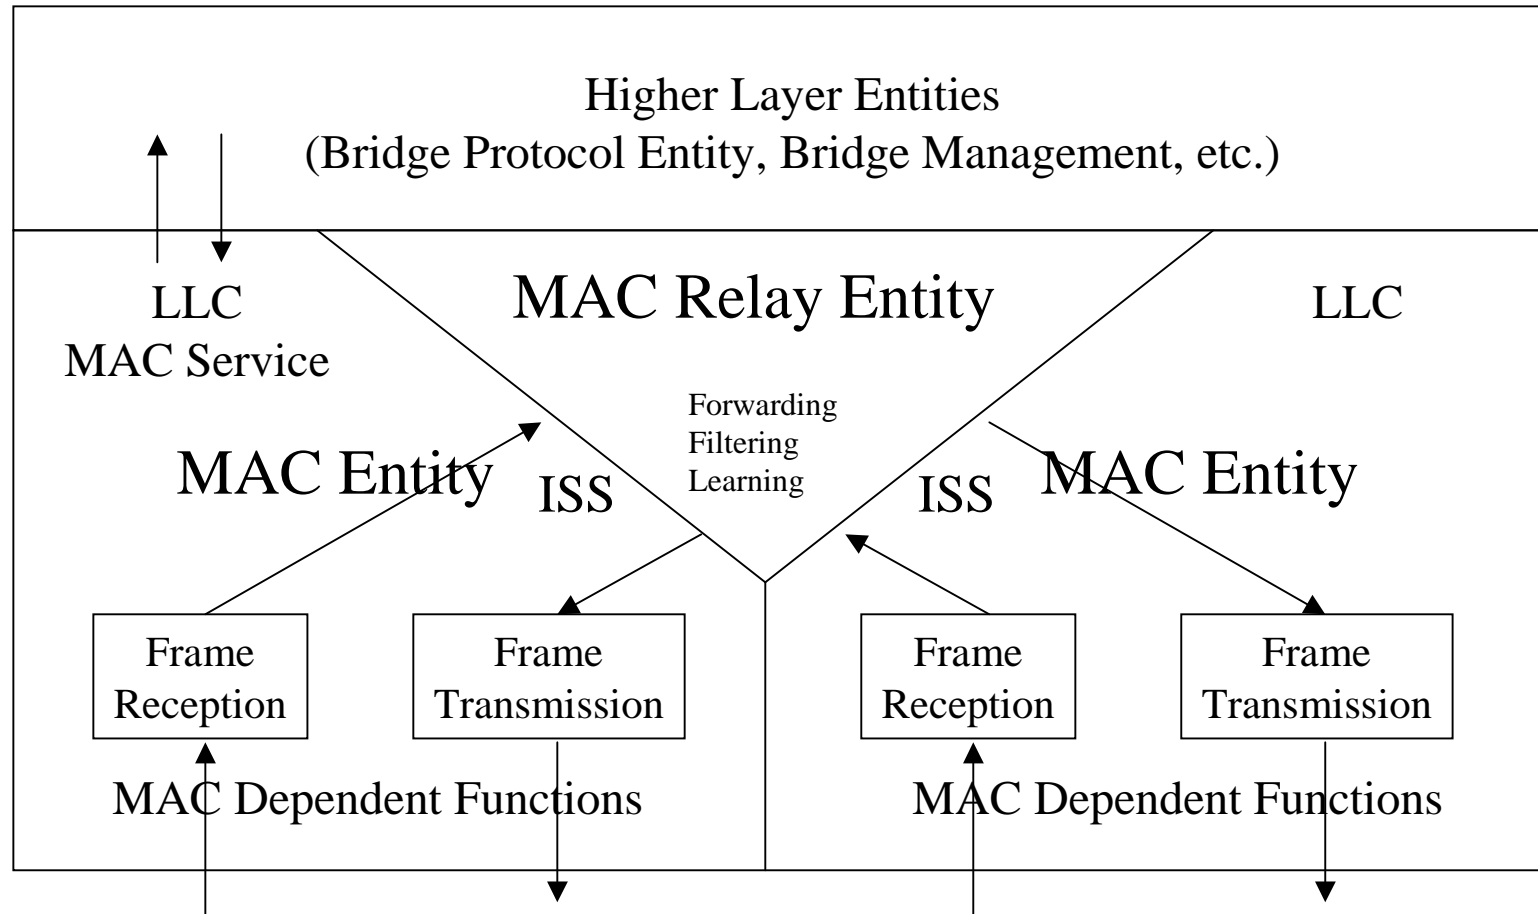 Higher Layer Entities
(Bridge Protocol Entity, Bridge Management, etc.)
MAC Relay Entity
LLC
MAC Service
LLC
Forwarding
Filtering
Learning
MAC Entity
ISS
ISS
MAC Entity
Frame
Reception
Frame
Transmission
Frame
Reception
Frame
Transmission
MAC Dependent Functions
MAC Dependent Functions